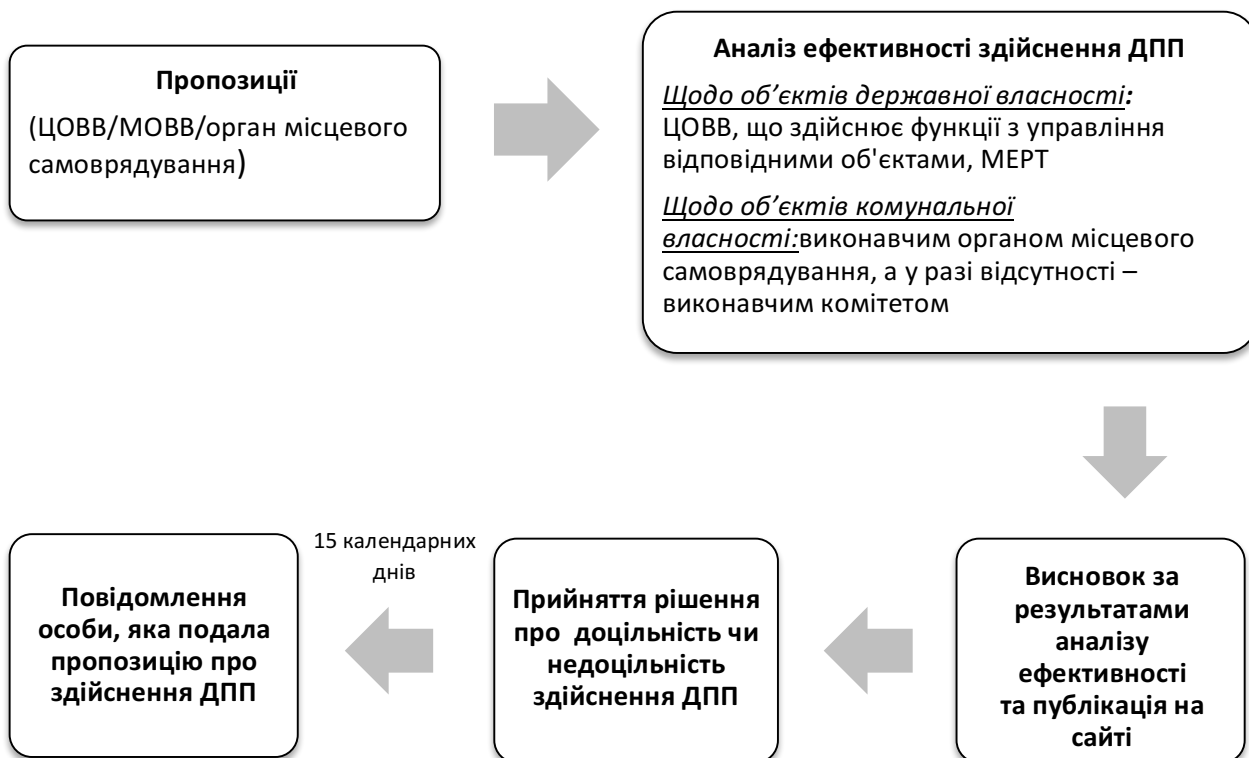 Пропозиції
(ЦОВВ/МОВВ/орган місцевого
самоврядування)
Аналіз ефективності здійснення ДПП
Щодо об’єктів державної власності:
ЦОВВ, що здійснює функції з управління
відповідними об'єктами, МЕРТ
Щодо об’єктів комунальної
власності:виконавчим органом місцевого
самоврядування, а у разі відсутності –
виконавчим комітетом
Висновок за
результатами
аналізу
ефективності
та публікація на
сайті
Прийняття рішення
про доцільність чи
недоцільність
здійснення ДПП
15 календарних
днів
Повідомлення
особи, яка подала
пропозицію про
здійснення ДПП